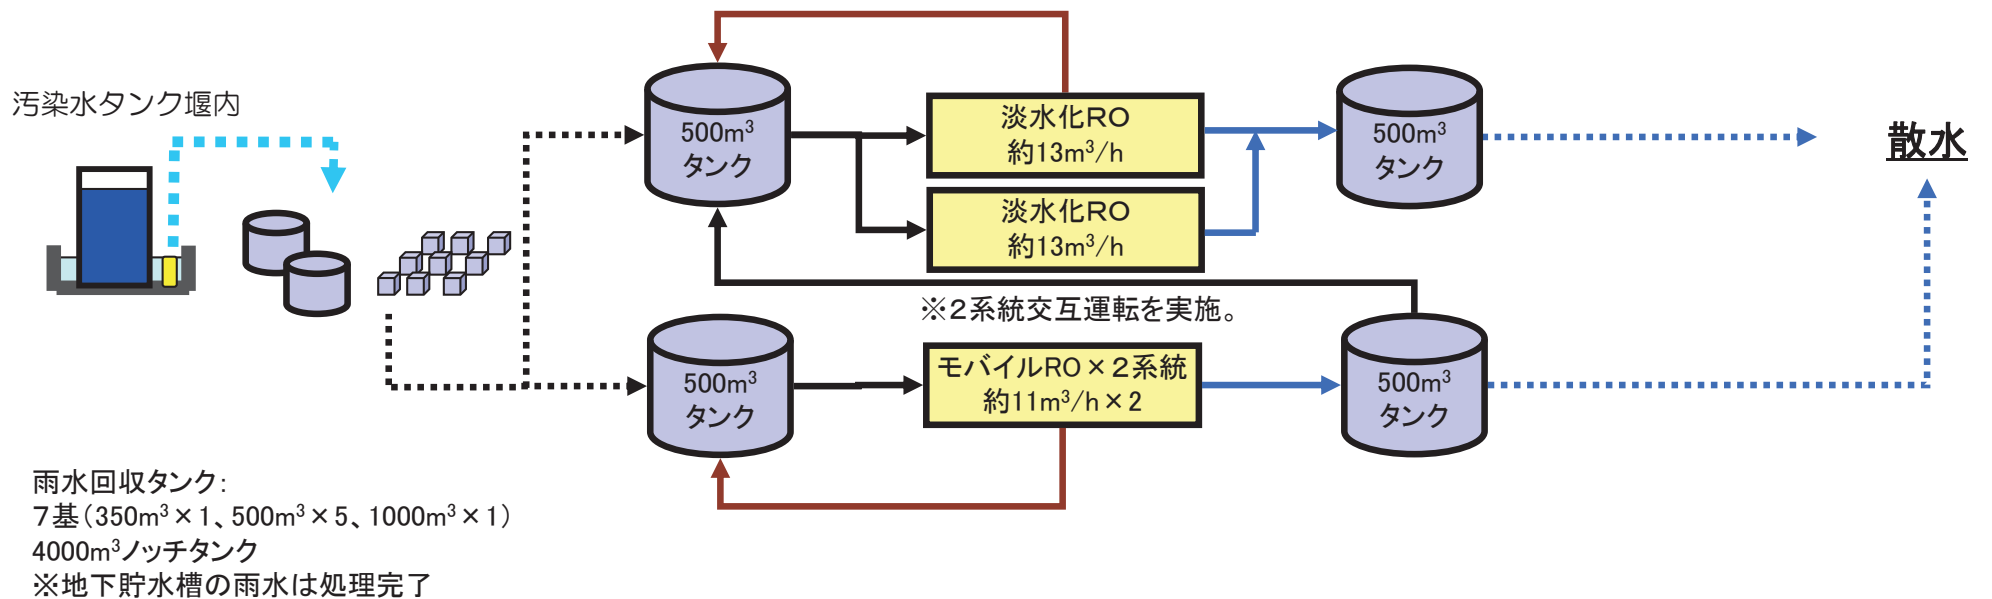 汚染水タンク堰内
500m³
タンク
淡水化RO
約13m³/h
淡水化RO
約13m³/h
500m³
タンク
散水
※2系統交互運転を実施。
500m³
タンク
モバイルRO×2系統
約11m³/h×2
500m³
タンク
雨水回収タンク:
7基(350m³×1、500m³×5、1000m³×1)
4000m³ノッチタンク
※地下貯水槽の雨水は処理完了